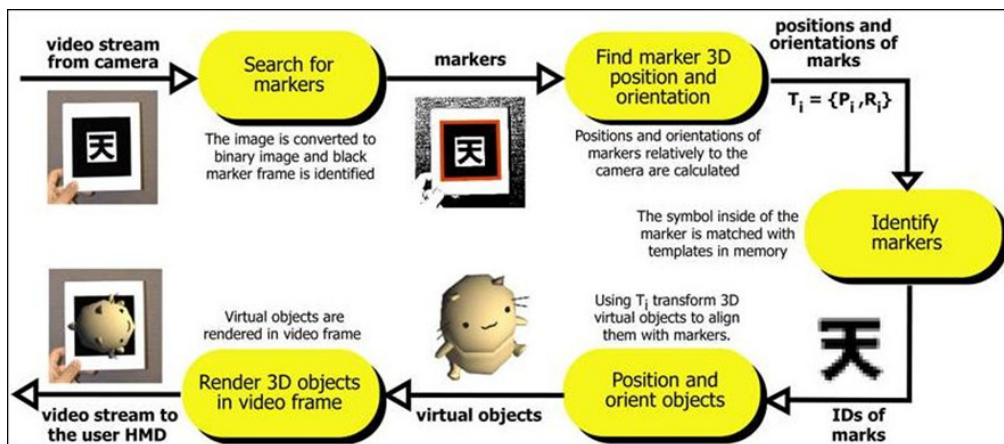 video stream
from camera
Search for
markers
The image is converted to
binary image and black
marker frame is identified
天
markers
天
Find marker 3D
position and
orientation
Positions and orientations of
markers relatively to the
camera are calculated
positions and
orientations of
marks
Ti = {Pi ,Ri}
Identify
markers
The symbol inside of the
marker is matched with
templates in memory
天
IDs of
marks
Using Ti transform 3D
virtual objects to align
them with markers.
Position and
orient objects
virtual objects
Virtual objects are
rendered in video frame
Render 3D objects
in video frame
video stream to
the user HMD